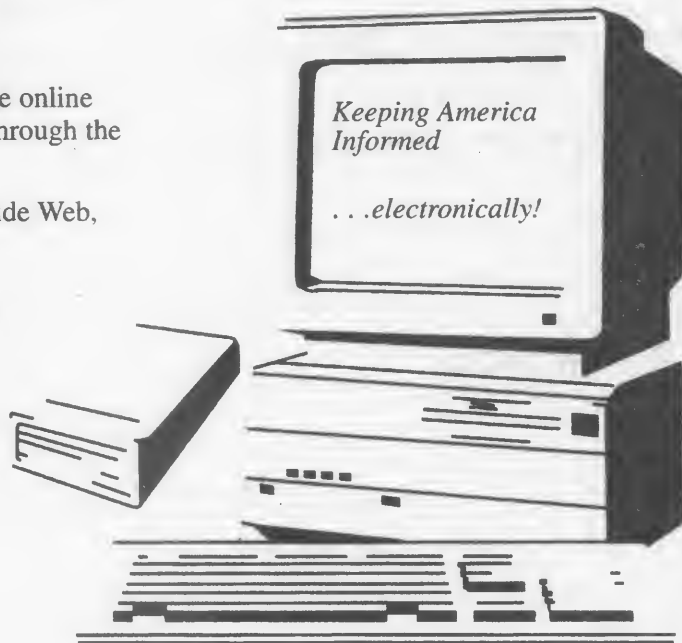 e online
hrough the
de Web,
Keeping America
Informed
. . .electronically!